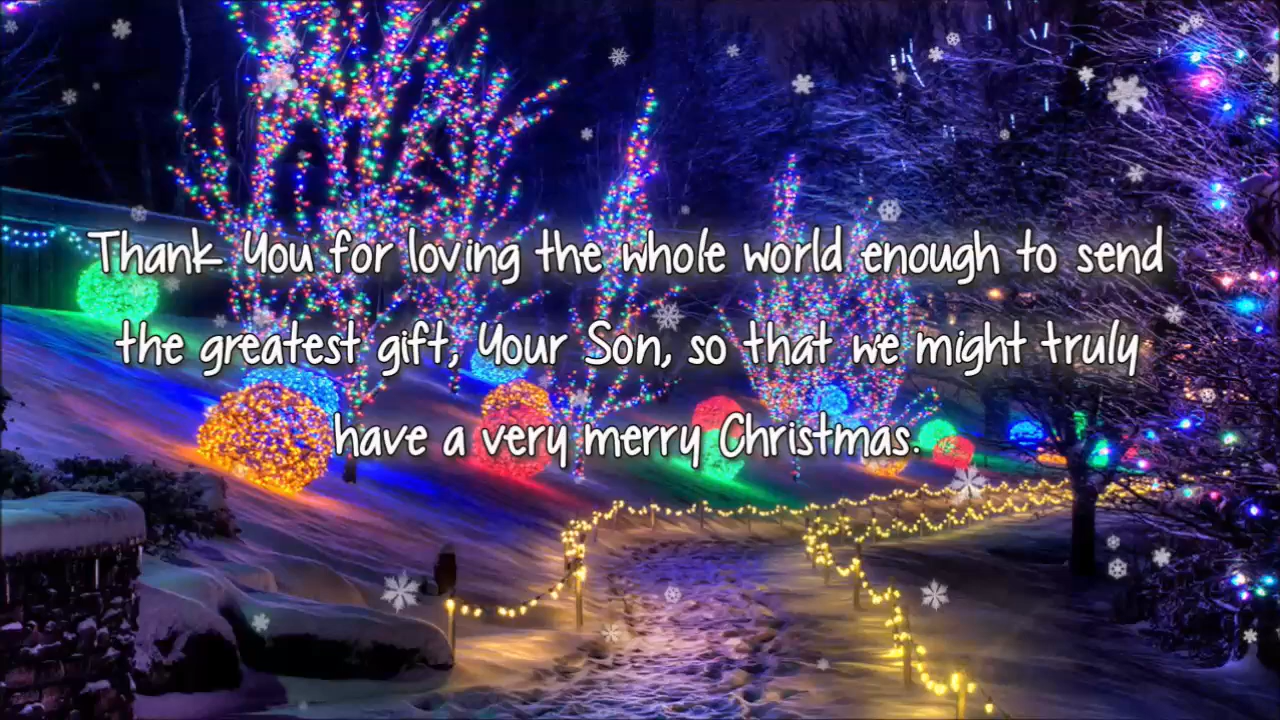 Thank You for loving the whole world enough to send
the greatest gift, Your Son, so that we might truly
have a very merry Christmas.